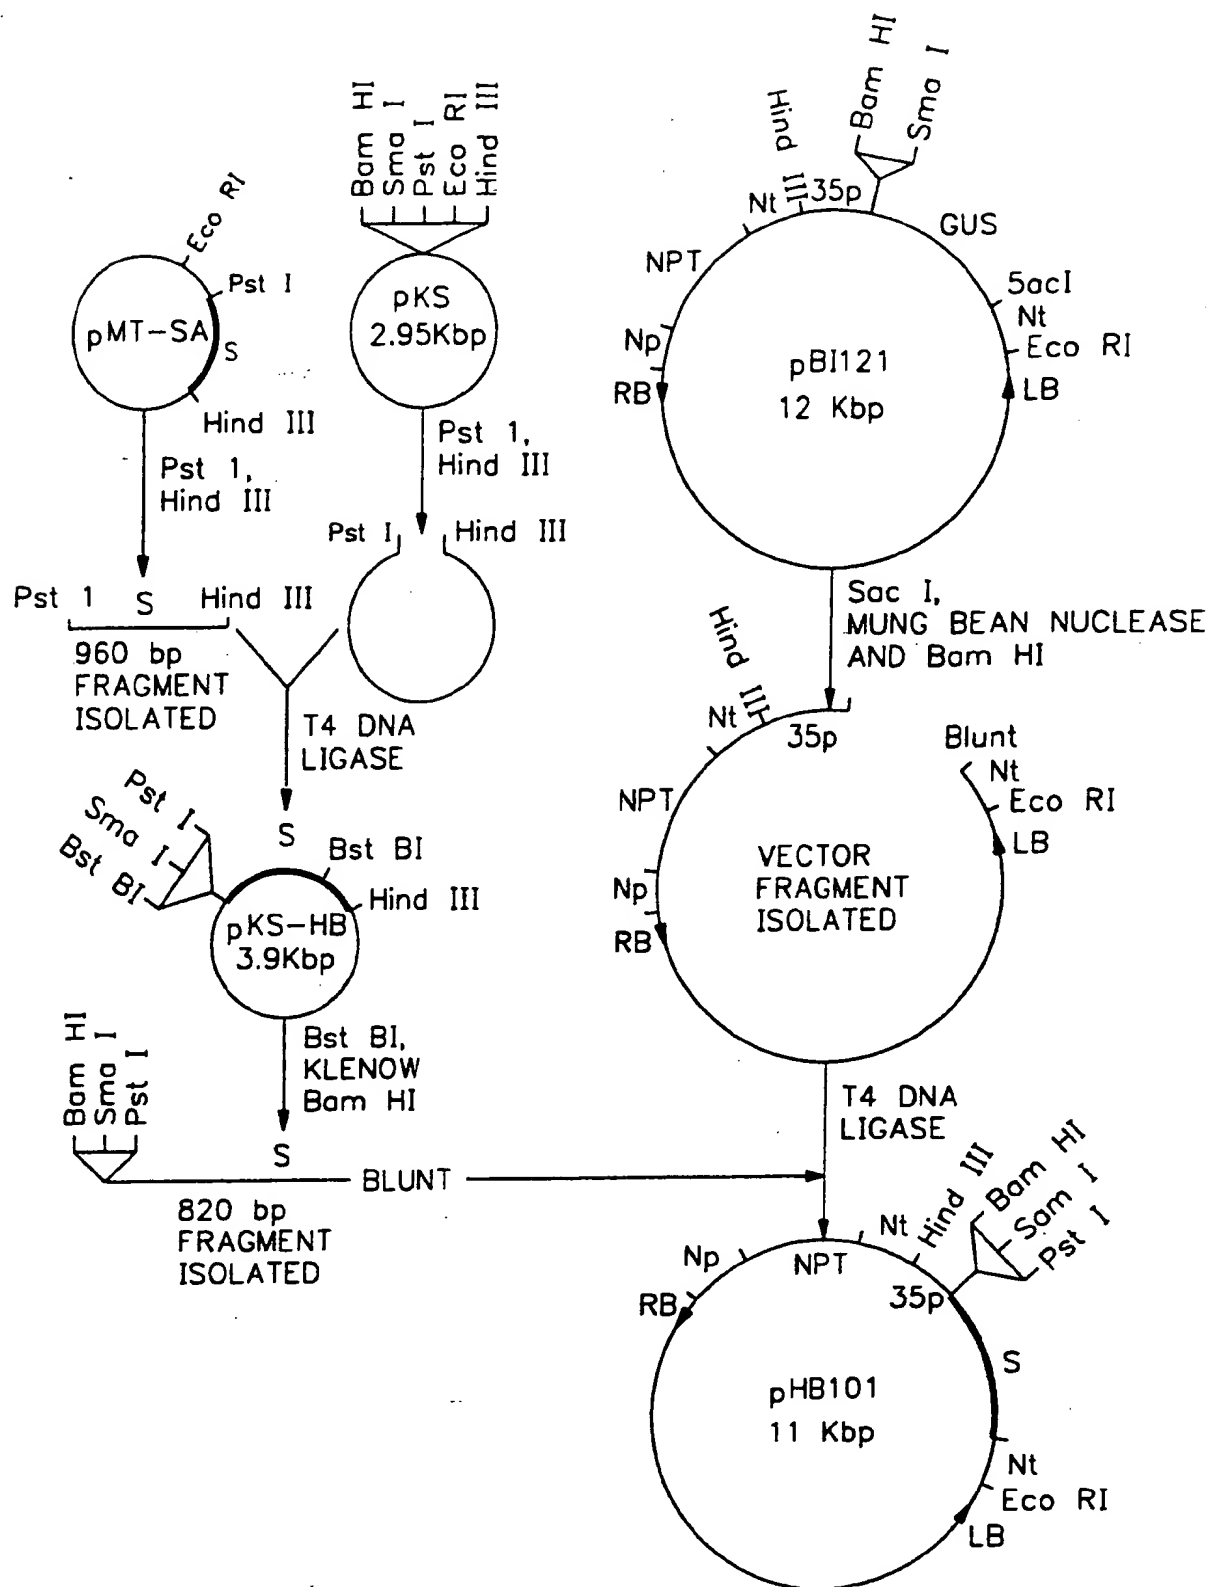 Eco RI
Pst I
pMT-SA
S
Hind III
Pst 1,
Hind III
Pst 1
S
Hind III
960 bp
FRAGMENT
ISOLATED
Bam HI
Sma I
Pst I
Eco RI
Hind III
pKS
2.95Kbp
Pst 1,
Hind III
Pst I
Hind III
T4 DNA
LIGASE
Pst I
Sma I
Bst BI
S
Bst BI
Hind III
pKS-HB
3.9Kbp
Bst BI,
KLENOW
Bam HI
Bam HI
Sma I
Pst I
S
BLUNT
820 bp
FRAGMENT
ISOLATED
Bam HI
Sma I
Hind III
35p
Nt
NPT
Np
RB
GUS
5acI
Nt
Eco RI
LB
pBI121
12 Kbp
Sac I,
MUNG BEAN NUCLEASE
AND Bam HI
Hind III
Nt
35p
NPT
Np
RB
Blunt
Nt
Eco RI
LB
VECTOR
FRAGMENT
ISOLATED
T4 DNA
LIGASE
Np
RB
NPT
Nt
Hind III
35p
Bam HI
Sam I
Pst I
S
Nt
Eco RI
LB
pHB101
11 Kbp